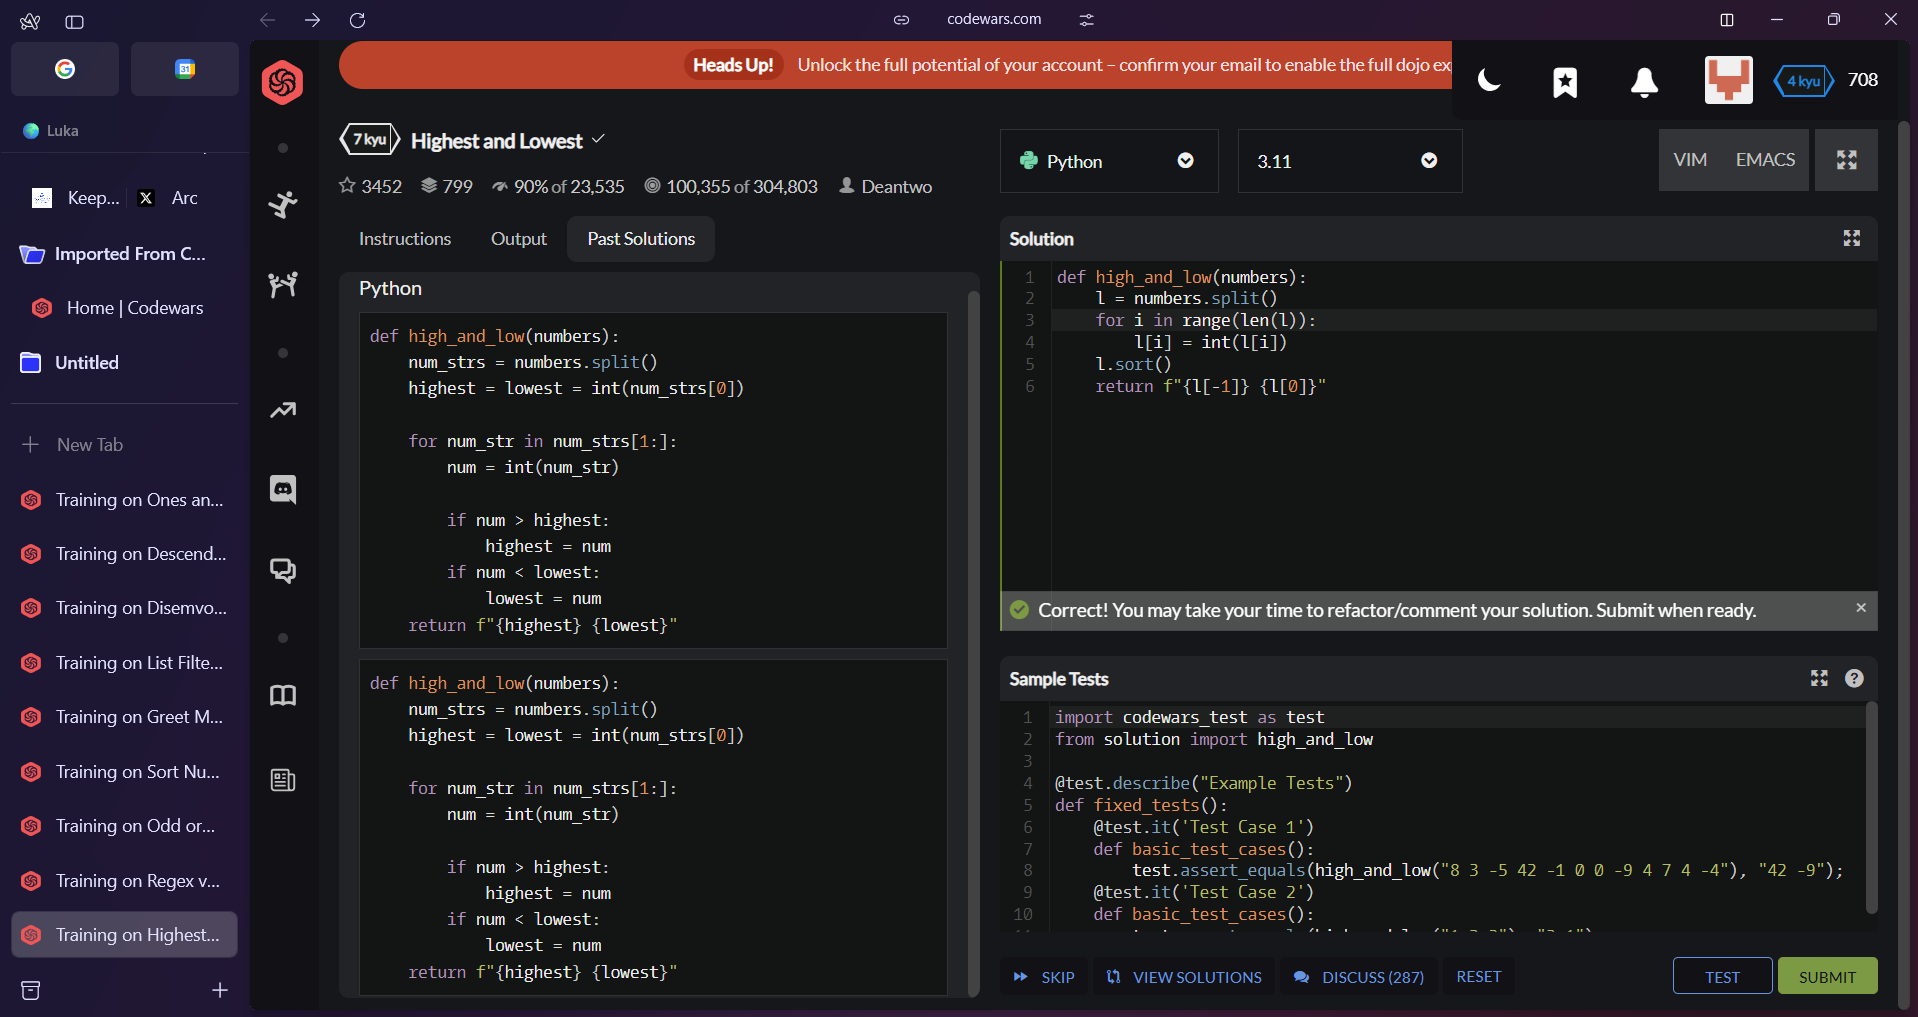 codewars.com
31
Luka
Keep...
Arc
Imported From C...
Home | Codewars
Untitled
New Tab
Training on Ones an...
Training on Descend...
Training on Disemvo...
Training on List Filte...
Training on Greet M...
Training on Sort Nu...
Training on Odd or...
Training on Regex v...
Training on Highest...
Heads Up! Unlock the full potential of your account – confirm your email to enable the full dojo ex
4 kyu 708
7 kyu Highest and Lowest
3452 799 90% of 23,535 100,355 of 304,803 Deantwo
Instructions Output Past Solutions
Python
def high_and_low(numbers):
    num_strs = numbers.split()
    highest = lowest = int(num_strs[0])
    for num_str in num_strs[1:]:
        num = int(num_str)
        if num > highest:
            highest = num
        if num < lowest:
            lowest = num
    return f"{highest} {lowest}"
def high_and_low(numbers):
    num_strs = numbers.split()
    highest = lowest = int(num_strs[0])
    for num_str in num_strs[1:]:
        num = int(num_str)
        if num > highest:
            highest = num
        if num < lowest:
            lowest = num
    return f"{highest} {lowest}"
Python 3.11 VIM EMACS
Solution
1 def high_and_low(numbers):
2     l = numbers.split()
3     for i in range(len(l)):
4         l[i] = int(l[i])
5     l.sort()
6     return f"{l[-1]} {l[0]}"
Correct! You may take your time to refactor/comment your solution. Submit when ready.
Sample Tests
1 import codewars_test as test
2 from solution import high_and_low
3
4 @test.describe("Example Tests")
5 def fixed_tests():
6     @test.it('Test Case 1')
7     def basic_test_cases():
8         test.assert_equals(high_and_low("8 3 -5 42 -1 0 0 -9 4 7 4 -4"), "42 -9");
9     @test.it('Test Case 2')
10     def basic_test_cases():
SKIP VIEW SOLUTIONS DISCUSS (287) RESET TEST SUBMIT